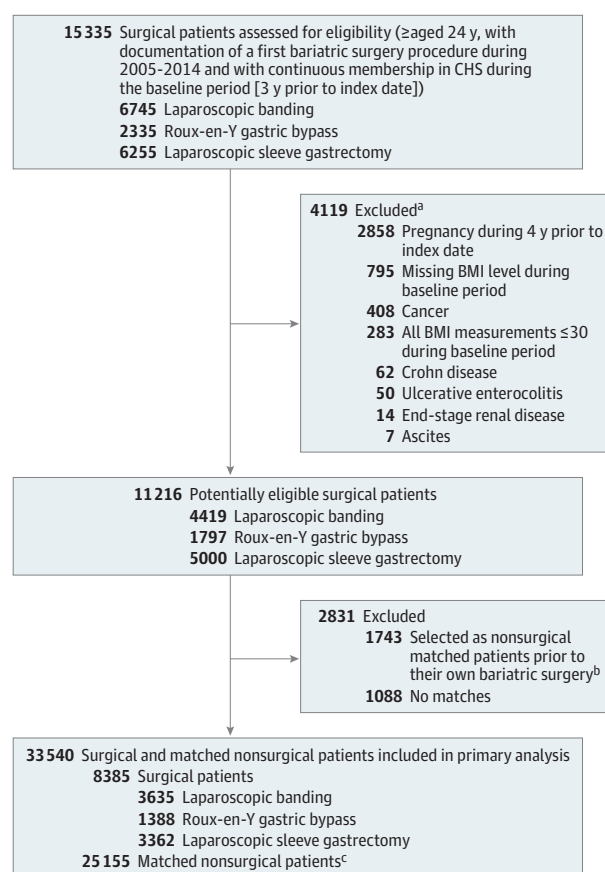 15335 Surgical patients assessed for eligibility (≥aged 24 y, with
documentation of a first bariatric surgery procedure during
2005-2014 and with continuous membership in CHS during
the baseline period [3 y prior to index date])
6745 Laparoscopic banding
2335 Roux-en-Y gastric bypass
6255 Laparoscopic sleeve gastrectomy
4119 Excludedᵃ
2858 Pregnancy during 4 y prior to
index date
795 Missing BMI level during
baseline period
408 Cancer
283 All BMI measurements ≤30
during baseline period
62 Crohn disease
50 Ulcerative enterocolitis
14 End-stage renal disease
7 Ascites
11216 Potentially eligible surgical patients
4419 Laparoscopic banding
1797 Roux-en-Y gastric bypass
5000 Laparoscopic sleeve gastrectomy
2831 Excluded
1743 Selected as nonsurgical
matched patients prior to
their own bariatric surgeryᵇ
1088 No matches
33540 Surgical and matched nonsurgical patients included in primary analysis
8385 Surgical patients
3635 Laparoscopic banding
1388 Roux-en-Y gastric bypass
3362 Laparoscopic sleeve gastrectomy
25155 Matched nonsurgical patientsᶜ